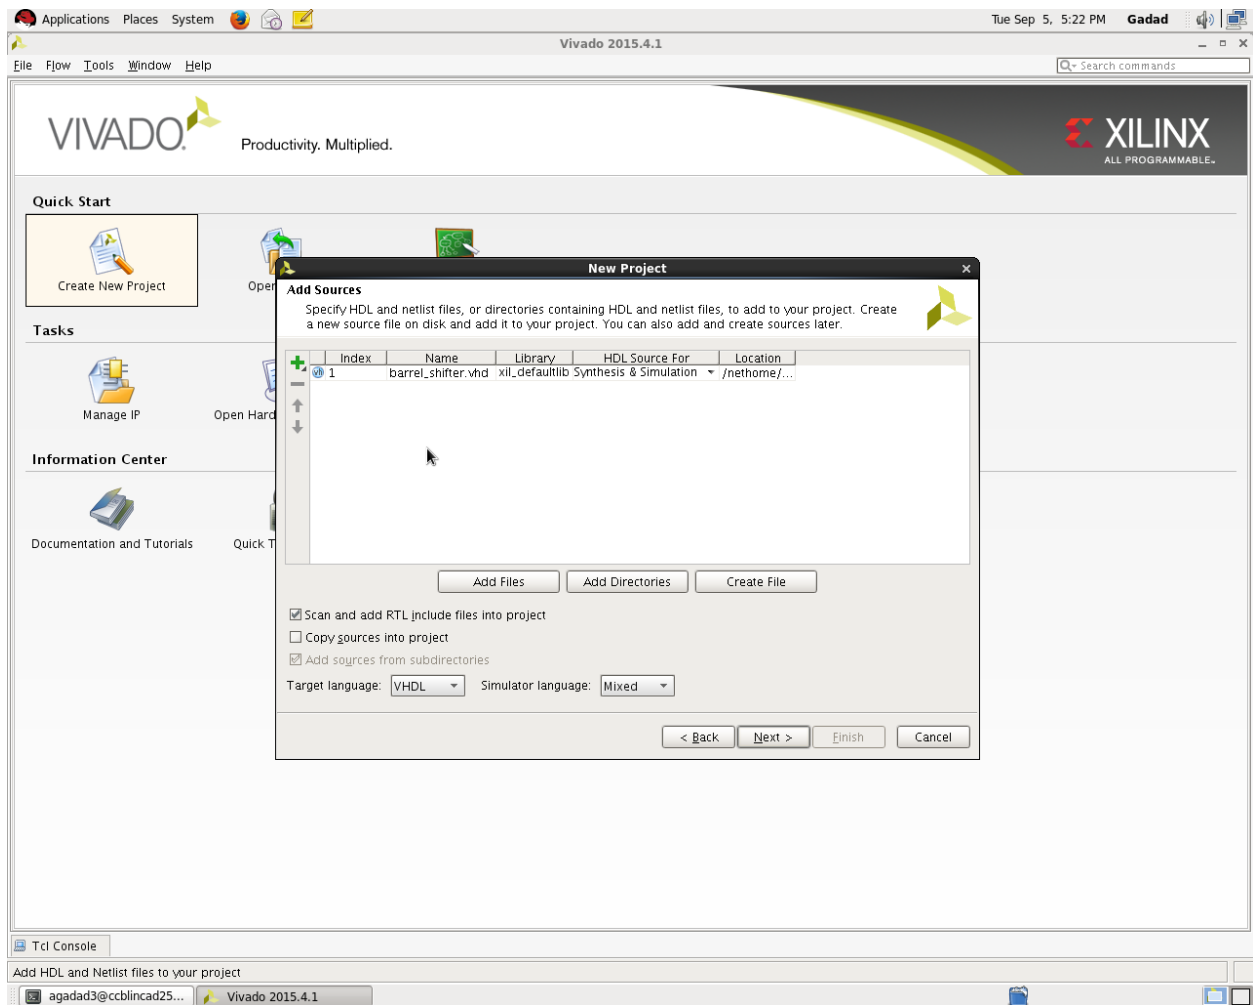 Applications Places System Tue Sep 5, 5:22 PM Gadad
Vivado 2015.4.1
File Flow Tools Window Help Search commands
VIVADO. Productivity. Multiplied. XILINX
ALL PROGRAMMABLE.
Quick Start
Create New Project
New Project
Add Sources
Specify HDL and netlist files, or directories containing HDL and netlist files, to add to your project. Create
a new source file on disk and add it to your project. You can also add and create sources later.
Index Name Library HDL Source For Location
1 barrel_shifter.vhd xil_defaultlib Synthesis & Simulation /nethome/...
Add Files Add Directories Create File
Scan and add RTL include files into project
Copy sources into project
Add sources from subdirectories
Target language: VHDL Simulator language: Mixed
< Back Next > Finish Cancel
Tasks
Manage IP Open Hard
Information Center
Documentation and Tutorials Quick T
Tcl Console
Add HDL and Netlist files to your project
agadad3@ccblincad25... Vivado 2015.4.1